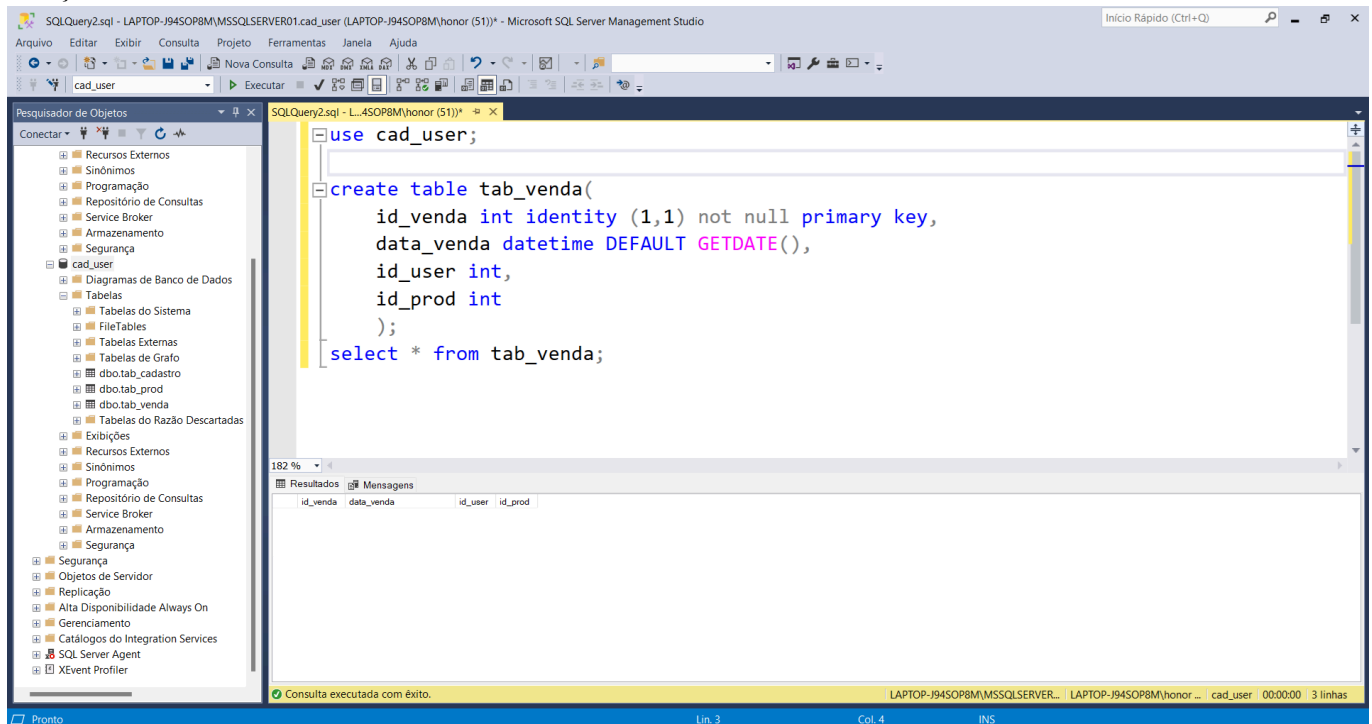 SQLQuery2.sql - LAPTOP-J94SOP8M\MSSQLSERVER01.cad_user (LAPTOP-J94SOP8M\honor (51))* - Microsoft SQL Server Management Studio
Início Rápido (Ctrl+Q)
Arquivo Editar Exibir Consulta Projeto Ferramentas Janela Ajuda
Nova Consulta
cad_user
Executar
Pesquisador de Objetos
SQLQuery2.sql - L...4SOP8M\honor (51))*
Conectar
Recursos Externos
Sinônimos
Programação
Repositório de Consultas
Service Broker
Armazenamento
Segurança
cad_user
Diagramas de Banco de Dados
Tabelas
Tabelas do Sistema
FileTables
Tabelas Externas
Tabelas de Grafo
dbo.tab_cadastro
dbo.tab_prod
dbo.tab_venda
Tabelas do Razão Descartadas
Exibições
Recursos Externos
Sinônimos
Programação
Repositório de Consultas
Service Broker
Armazenamento
Segurança
Segurança
Objetos de Servidor
Replicação
Alta Disponibilidade Always On
Gerenciamento
Catálogos do Integration Services
SQL Server Agent
XEvent Profiler
use cad_user;
create table tab_venda(
id_venda int identity (1,1) not null primary key,
data_venda datetime DEFAULT GETDATE(),
id_user int,
id_prod int
);
select * from tab_venda;
182 %
Resultados Mensagens
id_venda data_venda id_user id_prod
Consulta executada com êxito.
LAPTOP-J94SOP8M\MSSQLSERVER... LAPTOP-J94SOP8M\honor ... cad_user 00:00:00 3 linhas
Pronto Lin. 3 Col. 4 INS